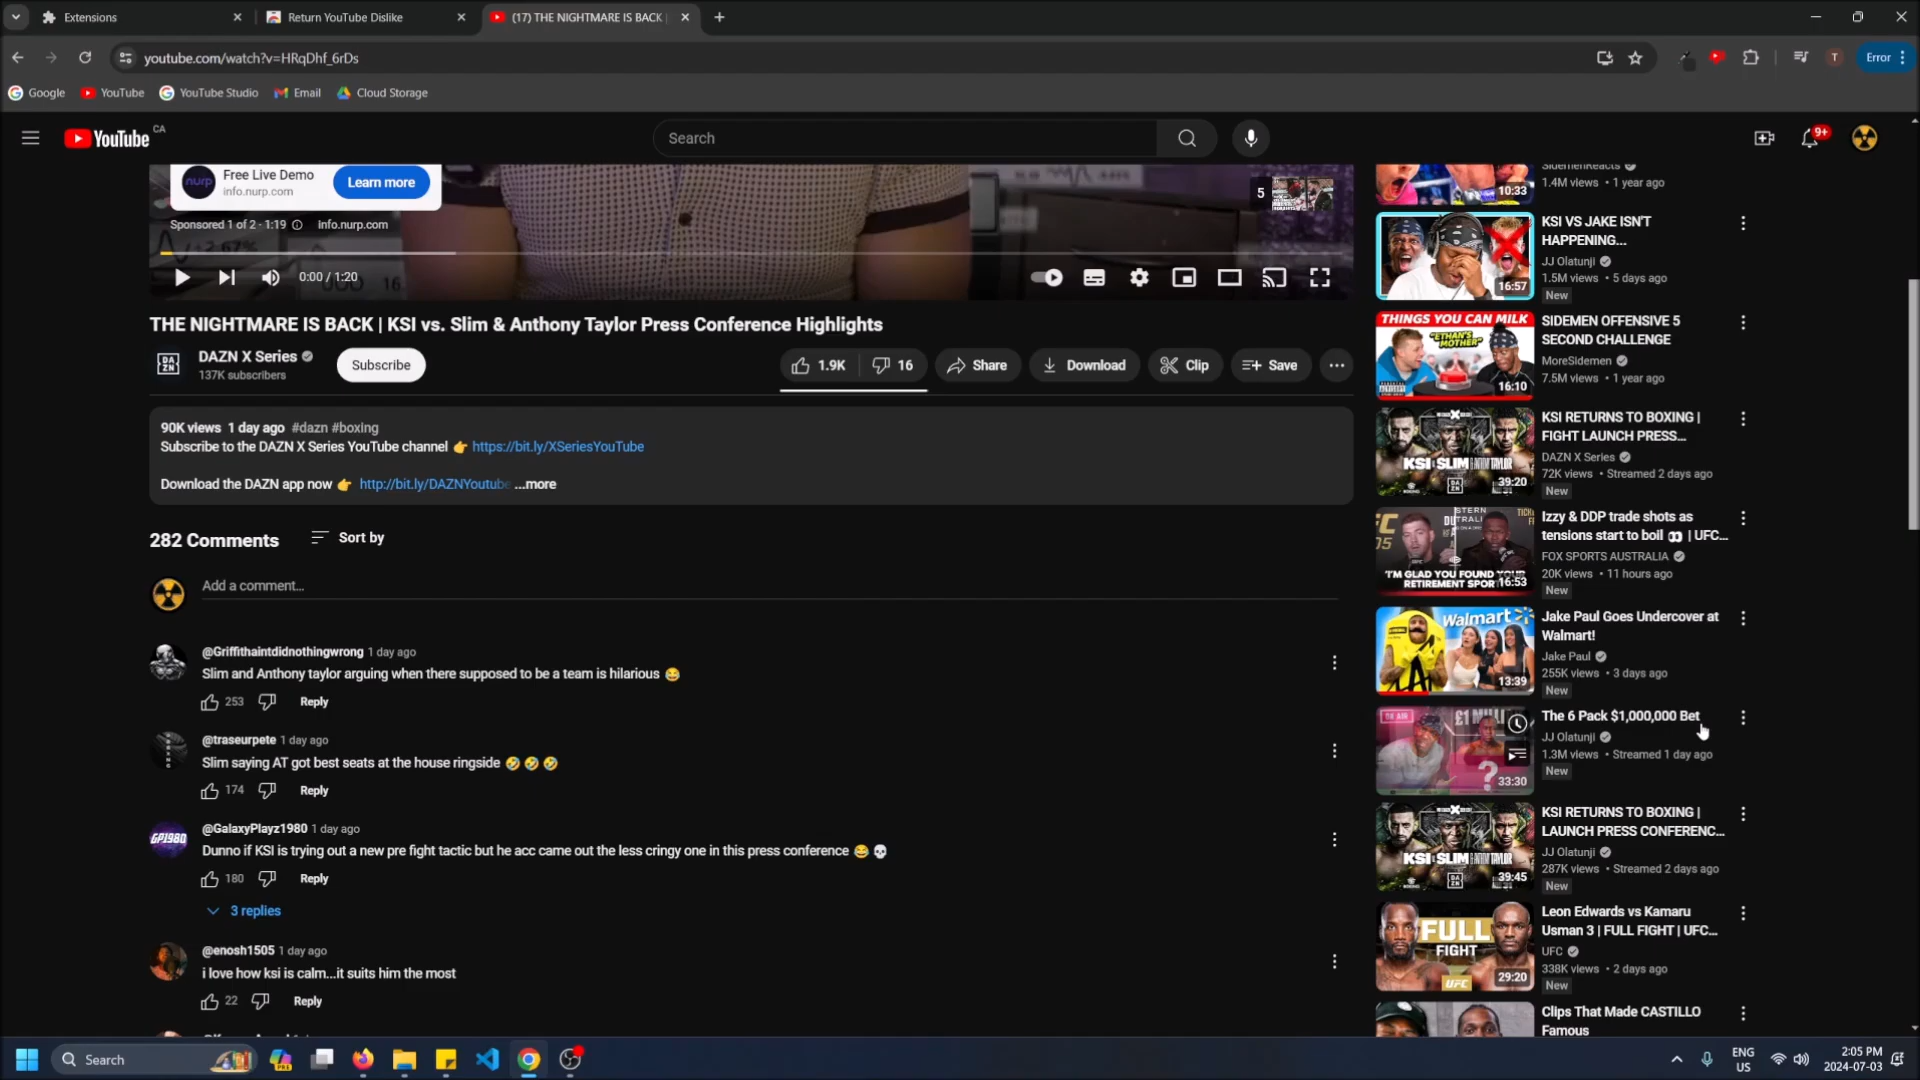 Extensions
Return YouTube Dislike
(17) THE NIGHTMARE IS BACK
youtube.com/watch?v=HRqDhf_6rDs
T
Error
Google
YouTube
YouTube Studio
Email
Cloud Storage
YouTube CA
Search
9+
nurp
Free Live Demo
info.nurp.com
Learn more
5
Sponsored 1 of 2 · 1:19
info.nurp.com
0:00 / 1:20
THE NIGHTMARE IS BACK | KSI vs. Slim & Anthony Taylor Press Conference Highlights
DAZN
DAZN X Series
137K subscribers
Subscribe
1.9K
16
Share
Download
Clip
Save
90K views 1 day ago #dazn #boxing
Subscribe to the DAZN X Series YouTube channel 👉 https://bit.ly/XSeriesYouTube
Download the DAZN app now 👉 http://bit.ly/DAZNYoutube ...more
282 Comments
Sort by
Add a comment...
@Griffithaintdidnothingwrong 1 day ago
Slim and Anthony taylor arguing when there supposed to be a team is hilarious 😂
253
Reply
@traseurpete 1 day ago
Slim saying AT got best seats at the house ringside 🤣 🤣 🤣
174
Reply
GP1980
@GalaxyPlayz1980 1 day ago
Dunno if KSI is trying out a new pre fight tactic but he acc came out the less cringy one in this press conference 😂 💀
180
Reply
3 replies
@enosh1505 1 day ago
i love how ksi is calm...it suits him the most
22
Reply
SidemenReacts
10:33
1.4M views • 1 year ago
KSI VS JAKE ISN'T
HAPPENING...
JJ Olatunji
1.5M views • 5 days ago
16:57
New
THINGS YOU CAN MILK
"ETHAN'S
MOTHER"
SIDEMEN OFFENSIVE 5
SECOND CHALLENGE
MoreSidemen
7.5M views • 1 year ago
16:10
KSI RETURNS TO BOXING |
FIGHT LAUNCH PRESS...
DAZN X Series
72K views • Streamed 2 days ago
39:20
New
Izzy & DDP trade shots as
tensions start to boil 👀 | UFC...
FOX SPORTS AUSTRALIA
20K views • 11 hours ago
'I'M GLAD YOU FOUND YOUR
RETIREMENT SPORT
16:53
New
Walmart
Jake Paul Goes Undercover at
Walmart!
Jake Paul
255K views • 3 days ago
13:39
New
ON AIR
£1 MILL
The 6 Pack $1,000,000 Bet
JJ Olatunji
1.3M views • Streamed 1 day ago
?
33:30
New
KSI RETURNS TO BOXING |
LAUNCH PRESS CONFERENC...
JJ Olatunji
287K views • Streamed 2 days ago
39:45
New
FULL
FIGHT
UFC
Leon Edwards vs Kamaru
Usman 3 | FULL FIGHT | UFC...
UFC
338K views • 2 days ago
29:20
New
Clips That Made CASTILLO
Famous
Search
ENG
US
2:05 PM
2024-07-03